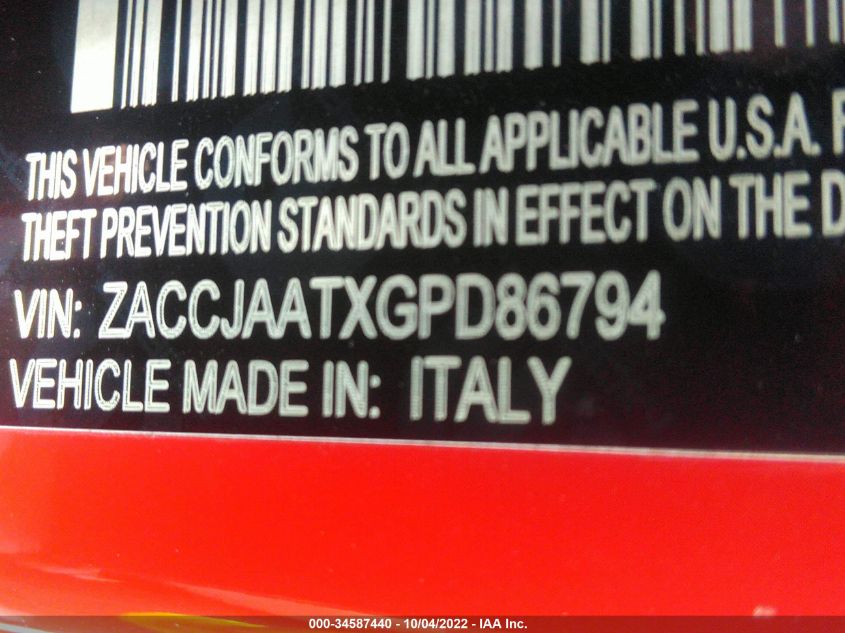 THIS VEHICLE CONFORMS TO ALL APPLICABLE U.S.A. F
THEFT PREVENTION STANDARDS IN EFFECT ON THE D
VIN: ZACCJAATXGPD86794
VEHICLE MADE IN: ITALY
000-34587440 - 10/04/2022 - IAA Inc.